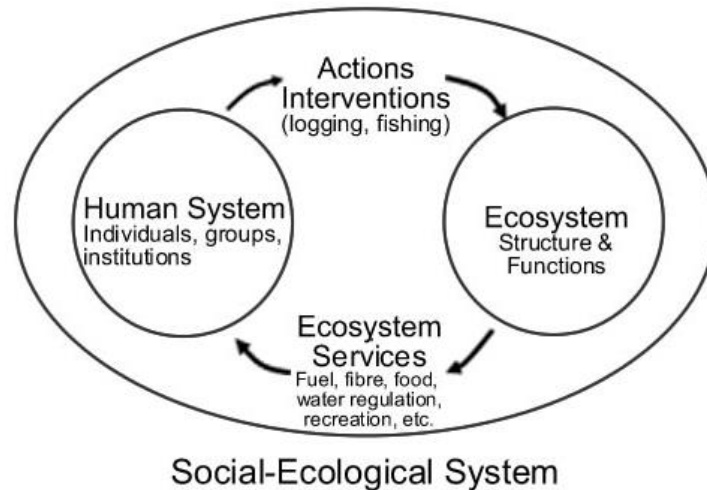 Actions
Interventions
(logging, fishing)
Human System
Individuals, groups,
institutions
Ecosystem
Structure &
Functions
Ecosystem
Services
Fuel, fibre, food,
water regulation,
recreation, etc.
Social-Ecological System